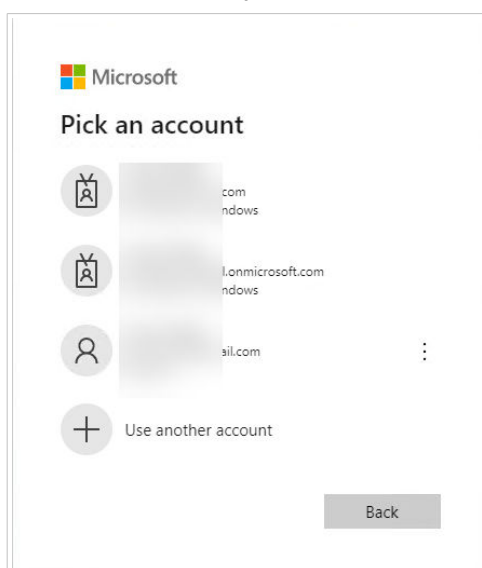 Microsoft
Pick an account
.com
ndows
l.onmicrosoft.com
ndows
ail.com
Use another account
Back